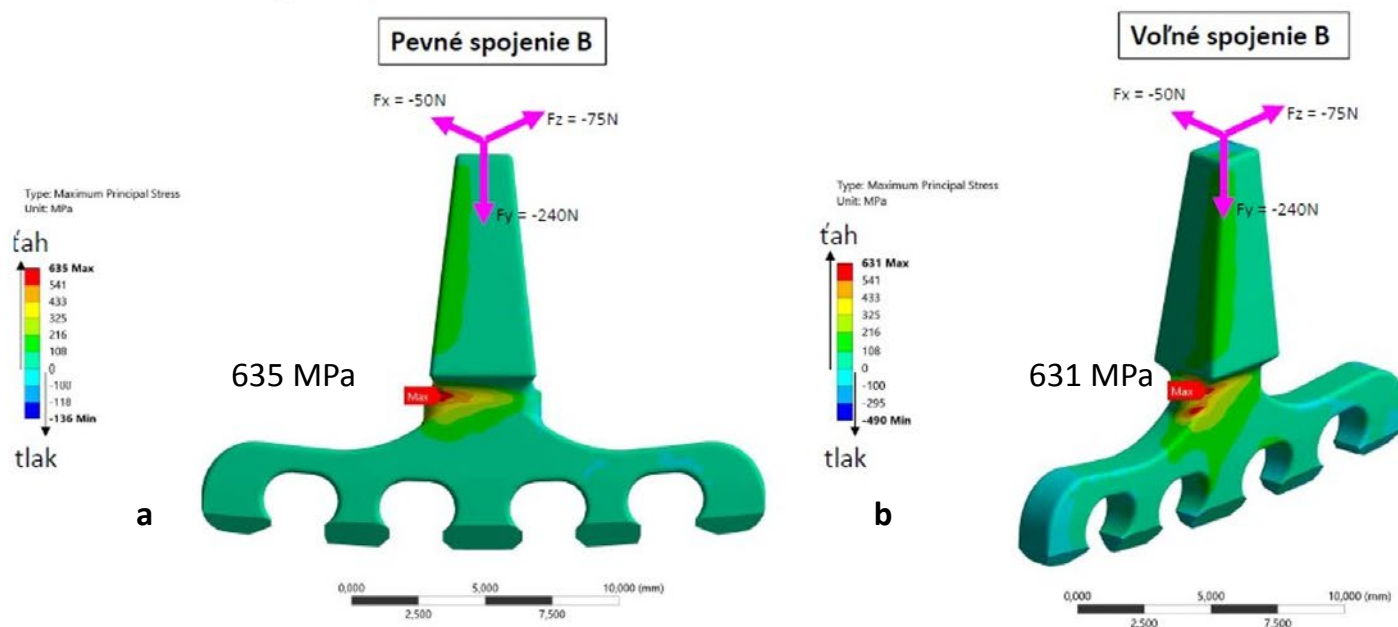 Pevné spojenie B
Fx = -50N
Fz = -75N
Fy = -240N
Type: Maximum Principal Stress
Unit: MPa
ťah
635 Max
541
433
325
216
108
0
-118
-136 Min
tlak
635 MPa
Max
a
0,000 5,000 10,000 (mm)
2,500 7,500
Voľné spojenie B
Fx = -50N
Fz = -75N
Fy = -240N
Type: Maximum Principal Stress
Unit: MPa
ťah
631 Max
541
433
325
216
108
0
-100
-295
-490 Min
tlak
631 MPa
Max
b
0,000 5,000 10,000 (mm)
2,500 7,500